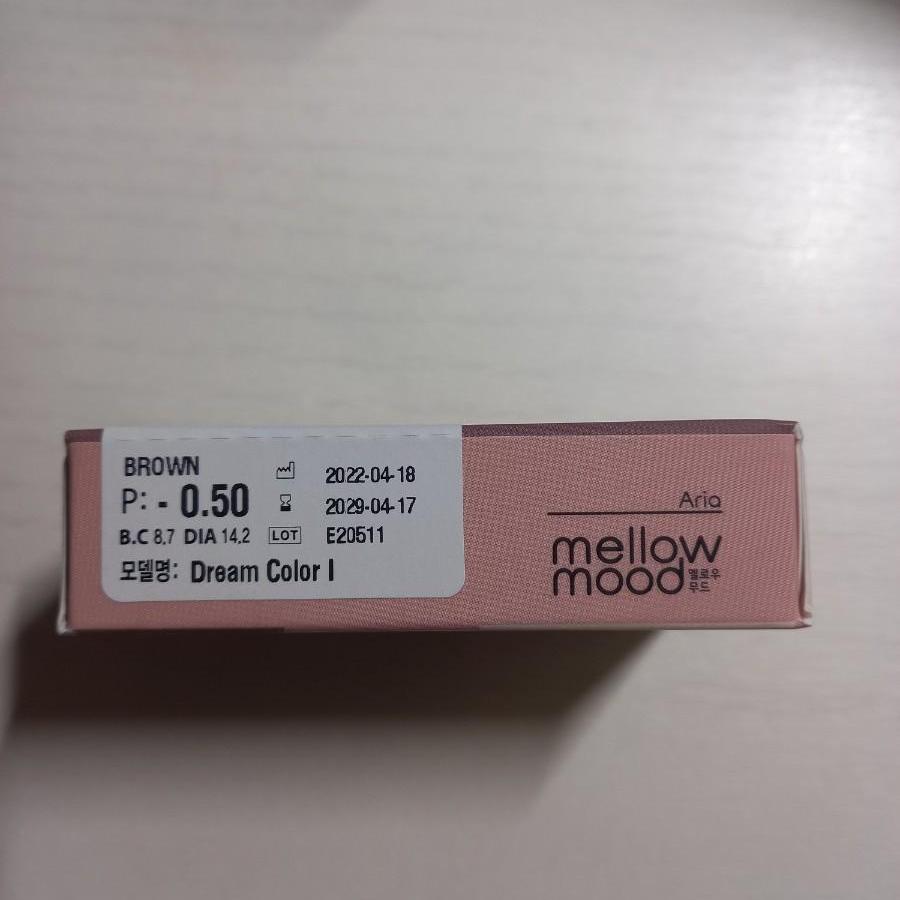 BROWN
P: - 0.50
B.C 8.7 DIA 14.2
모델명: Dream Color I
2022-04-18
2029-04-17
LOT E20511
Aria
mellow
mood
멜로우
무드